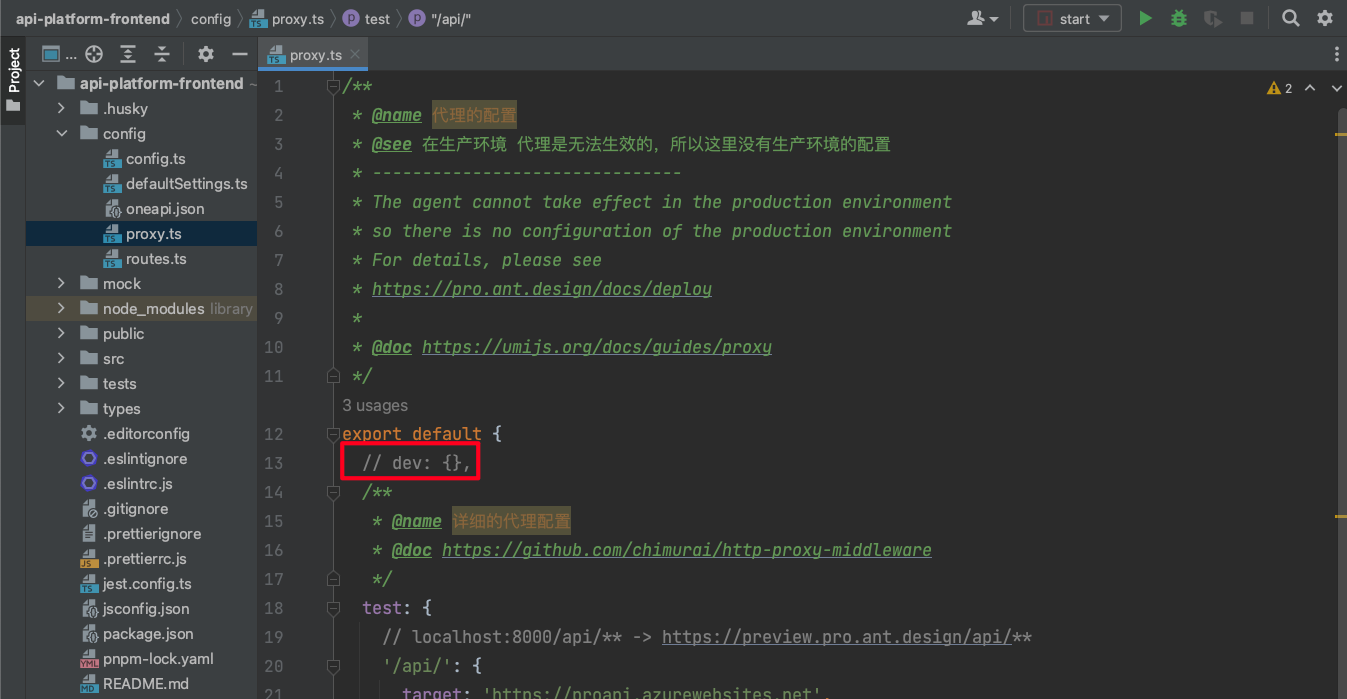 api-platform-frontend config proxy.ts test "/api/" start
Project ... proxy.ts
api-platform-frontend ~
.husky
config
config.ts
defaultSettings.ts
oneapi.json
proxy.ts
routes.ts
mock
node_modules library
public
src
tests
types
.editorconfig
.eslintignore
.eslintrc.js
.gitignore
.prettierignore
.prettierrc.js
jest.config.ts
jsconfig.json
package.json
pnpm-lock.yaml
README.md
2
1 /**
2 * @name 代理的配置
3 * @see 在生产环境 代理是无法生效的，所以这里没有生产环境的配置
4 * -------------------------------
5 * The agent cannot take effect in the production environment
6 * so there is no configuration of the production environment
7 * For details, please see
8 * https://pro.ant.design/docs/deploy
9 *
10 * @doc https://umijs.org/docs/guides/proxy
11 */
3 usages
12 export default {
13 // dev: {},
14 /**
15 * @name 详细的代理配置
16 * @doc https://github.com/chimurai/http-proxy-middleware
17 */
18 test: {
19 // localhost:8000/api/** -> https://preview.pro.ant.design/api/**
20 '/api/': {
21 target: 'https://proapi.azurewebsites.net',